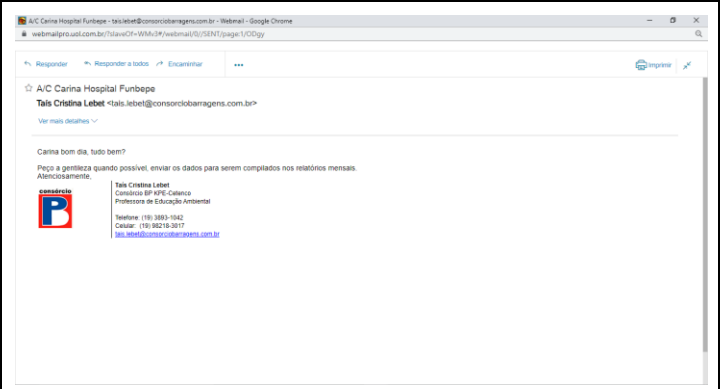 A/C Carina Hospital Funbepe - tais.lebet@consorciobarragens.com.br - Webmail - Google Chrome
webmailpro.uol.com.br/?slaveOf=WMv3#/webmail/0//SENT/page:1/ODgy
Responder Responder a todos Encaminhar ••• Imprimir
A/C Carina Hospital Funbepe
Taís Cristina Lebet <tais.lebet@consorciobarragens.com.br>
Ver mais detalhes
Carina bom dia, tudo bem?
Peço a gentileza quando possível, enviar os dados para serem compilados nos relatórios mensais.
Atenciosamente,
consórcio
BP
Taís Cristina Lebet
Consórcio BP KPE-Cetenco
Professora de Educação Ambiental
Telefone: (19) 3893-1042
Celular: (19) 98218-3017
tais.lebet@consorciobarragens.com.br